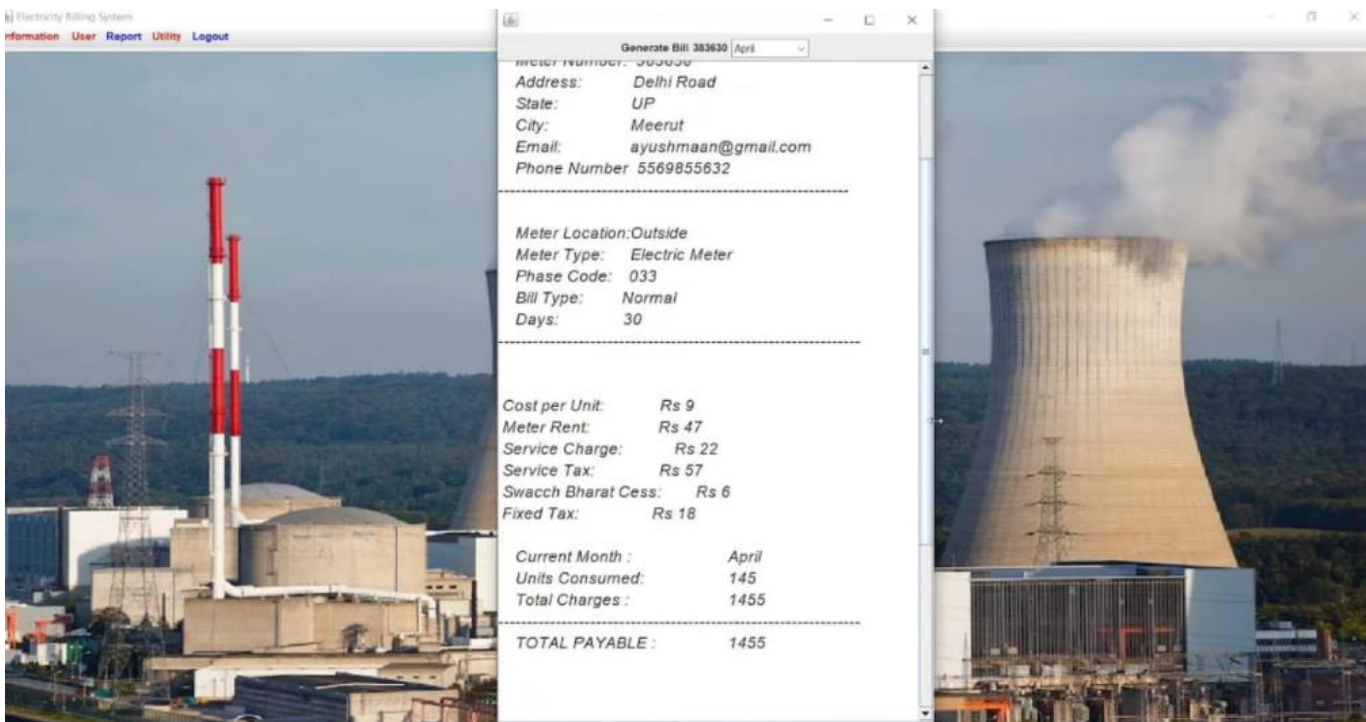 Electricity Billing System
Information User Report Utility Logout
Generate Bill 383630 April
Meter Number: 383630
Address: Delhi Road
State: UP
City: Meerut
Email: ayushmaan@gmail.com
Phone Number 5569855632
---------------------------------------------------------------
Meter Location:Outside
Meter Type: Electric Meter
Phase Code: 033
Bill Type: Normal
Days: 30
-----------------------------------------------------------------
Cost per Unit: Rs 9
Meter Rent: Rs 47
Service Charge: Rs 22
Service Tax: Rs 57
Swacch Bharat Cess: Rs 6
Fixed Tax: Rs 18
Current Month : April
Units Consumed: 145
Total Charges : 1455
-----------------------------------------------------------------
TOTAL PAYABLE : 1455